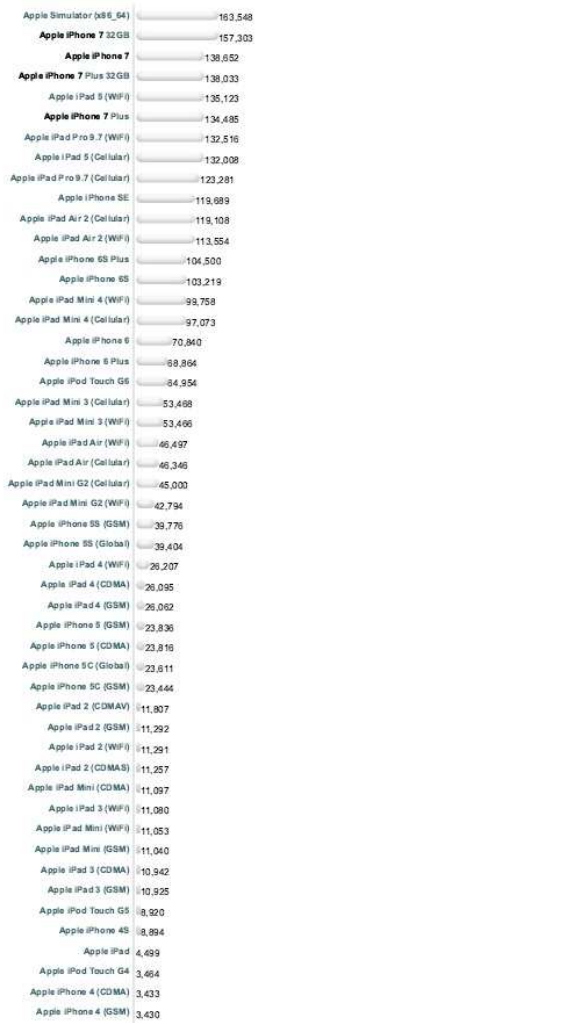 Apple Simulator (x86_64) 163,548
Apple iPhone 7 32GB 157,303
Apple iPhone 7 138,652
Apple iPhone 7 Plus 32GB 138,033
Apple iPad 5 (WiFi) 135,123
Apple iPhone 7 Plus 134,485
Apple iPad Pro 9.7 (WiFi) 132,516
Apple iPad 5 (Cellular) 132,008
Apple iPad Pro 9.7 (Cellular) 123,281
Apple iPhone SE 119,689
Apple iPad Air 2 (Cellular) 119,108
Apple iPad Air 2 (WiFi) 113,554
Apple iPhone 6S Plus 104,500
Apple iPhone 6S 103,219
Apple iPad Mini 4 (WiFi) 99,758
Apple iPad Mini 4 (Cellular) 97,073
Apple iPhone 6 70,840
Apple iPhone 6 Plus 68,864
Apple iPod Touch G6 64,954
Apple iPad Mini 3 (Cellular) 53,468
Apple iPad Mini 3 (WiFi) 53,466
Apple iPad Air (WiFi) 46,497
Apple iPad Air (Cellular) 46,346
Apple iPad Mini G2 (Cellular) 45,000
Apple iPad Mini G2 (WiFi) 42,794
Apple iPhone 5S (GSM) 39,776
Apple iPhone 5S (Global) 39,404
Apple iPad 4 (WiFi) 26,207
Apple iPad 4 (CDMA) 26,095
Apple iPad 4 (GSM) 26,062
Apple iPhone 5 (GSM) 23,836
Apple iPhone 5 (CDMA) 23,816
Apple iPhone 5C (Global) 23,611
Apple iPhone 5C (GSM) 23,444
Apple iPad 2 (CDMAV) 11,807
Apple iPad 2 (GSM) 11,292
Apple iPad 2 (WiFi) 11,291
Apple iPad 2 (CDMAS) 11,257
Apple iPad Mini (CDMA) 11,097
Apple iPad 3 (WiFi) 11,080
Apple iPad Mini (WiFi) 11,053
Apple iPad Mini (GSM) 11,040
Apple iPad 3 (CDMA) 10,942
Apple iPad 3 (GSM) 10,925
Apple iPod Touch G5 8,920
Apple iPhone 4S 8,894
Apple iPad 4,499
Apple iPod Touch G4 3,464
Apple iPhone 4 (CDMA) 3,433
Apple iPhone 4 (GSM) 3,430